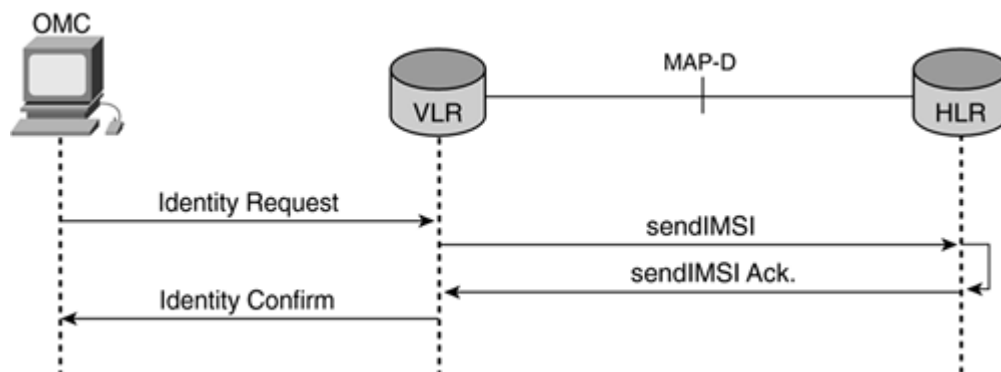 OMC
MAP-D
VLR
HLR
Identity Request
sendIMSI
sendIMSI Ack.
Identity Confirm